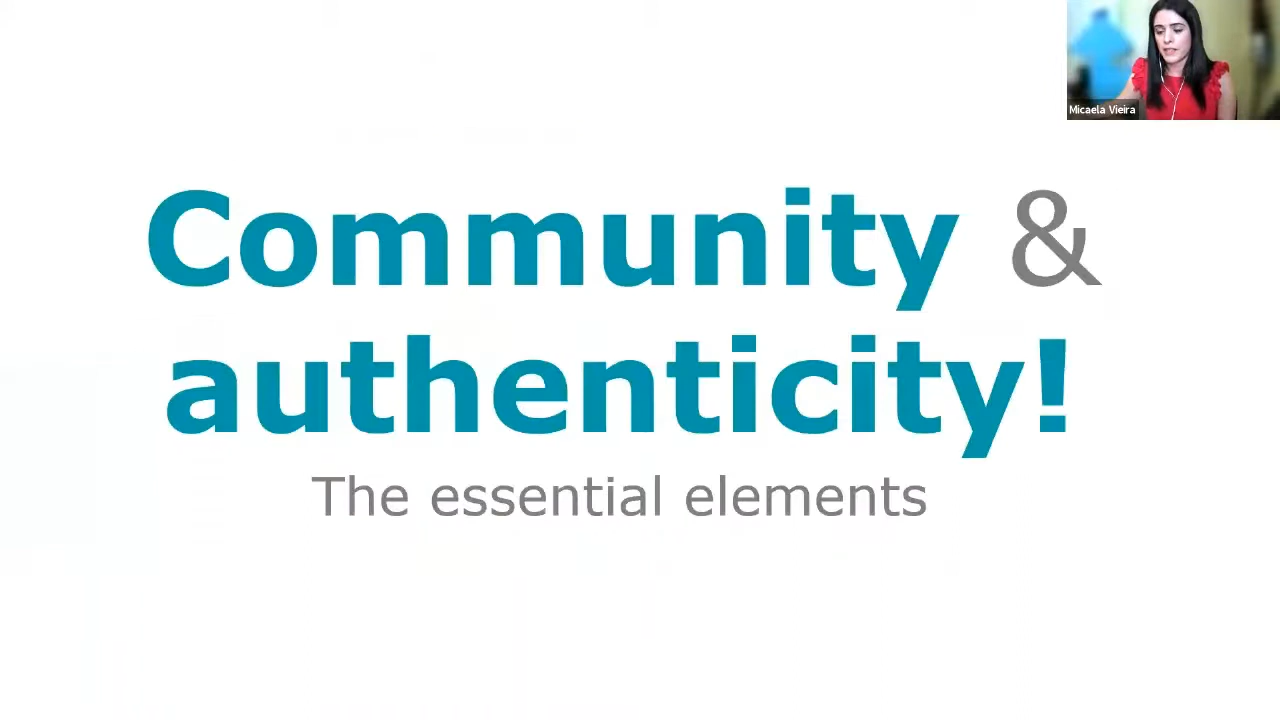 Micaela Vieira
Community &
authenticity!
The essential elements